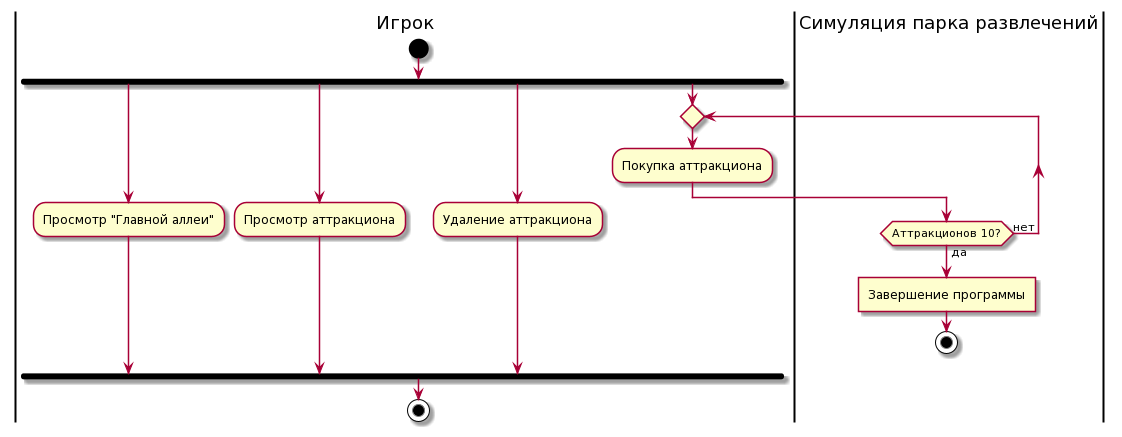 Игрок
Симуляция парка развлечений
Покупка аттракциона
Просмотр "Главной аллеи"
Просмотр аттракциона
Удаление аттракциона
Аттракционов 10?
нет
да
Завершение программы